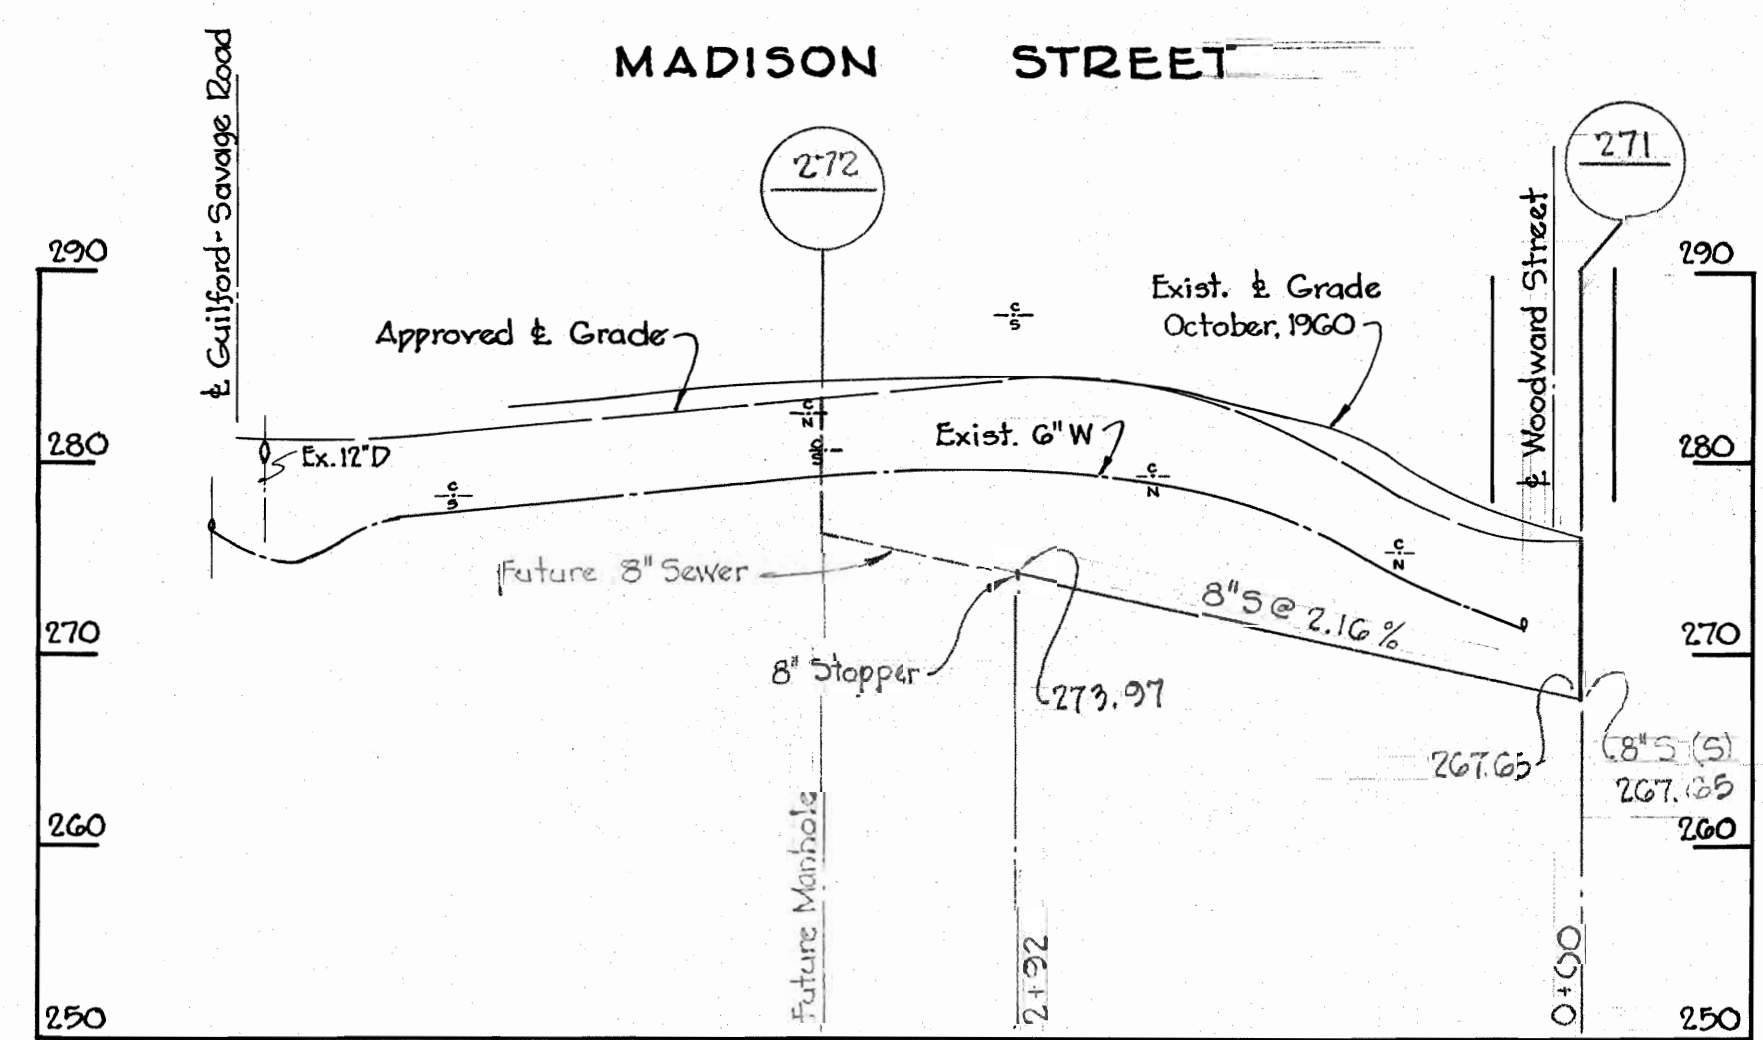 MADISON STREET
℄ Guilford-Savage Road
272
271
℄ Woodward Street
290
290
Exist. ℄ Grade
October, 1960
C
S
Approved ℄ Grade
280
280
Ex. 12"D
C
N
C
S
Exist. 6"W
C
S
C
N
C
N
Future 8" Sewer
8"S @ 2.16%
270
270
8" Stopper
273.97
267.65
8"S (S)
267.65
260
260
Future Manhole
2+92
0+00
250
250